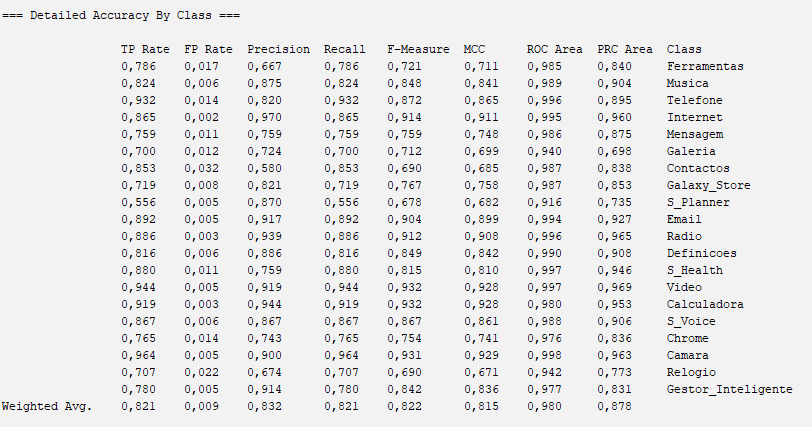 === Detailed Accuracy By Class ===
TP Rate FP Rate Precision Recall F-Measure MCC ROC Area PRC Area Class
0,786 0,017 0,667 0,786 0,721 0,711 0,985 0,840 Ferramentas
0,824 0,006 0,875 0,824 0,848 0,841 0,989 0,904 Musica
0,932 0,014 0,820 0,932 0,872 0,865 0,996 0,895 Telefone
0,865 0,002 0,970 0,865 0,914 0,911 0,995 0,960 Internet
0,759 0,011 0,759 0,759 0,759 0,748 0,986 0,875 Mensagem
0,700 0,012 0,724 0,700 0,712 0,699 0,940 0,698 Galeria
0,853 0,032 0,580 0,853 0,690 0,685 0,987 0,838 Contactos
0,719 0,008 0,821 0,719 0,767 0,758 0,987 0,853 Galaxy_Store
0,556 0,005 0,870 0,556 0,678 0,682 0,916 0,735 S_Planner
0,892 0,005 0,917 0,892 0,904 0,899 0,994 0,927 Email
0,886 0,003 0,939 0,886 0,912 0,908 0,996 0,965 Radio
0,816 0,006 0,886 0,816 0,849 0,842 0,990 0,908 Definicoes
0,880 0,011 0,759 0,880 0,815 0,810 0,997 0,946 S_Health
0,944 0,005 0,919 0,944 0,932 0,928 0,997 0,969 Video
0,919 0,003 0,944 0,919 0,932 0,928 0,980 0,953 Calculadora
0,867 0,006 0,867 0,867 0,867 0,861 0,988 0,906 S_Voice
0,765 0,014 0,743 0,765 0,754 0,741 0,976 0,836 Chrome
0,964 0,005 0,900 0,964 0,931 0,929 0,998 0,963 Camara
0,707 0,022 0,674 0,707 0,690 0,671 0,942 0,773 Relogio
0,780 0,005 0,914 0,780 0,842 0,836 0,977 0,831 Gestor_Inteligente
Weighted Avg. 0,821 0,009 0,832 0,821 0,822 0,815 0,980 0,878